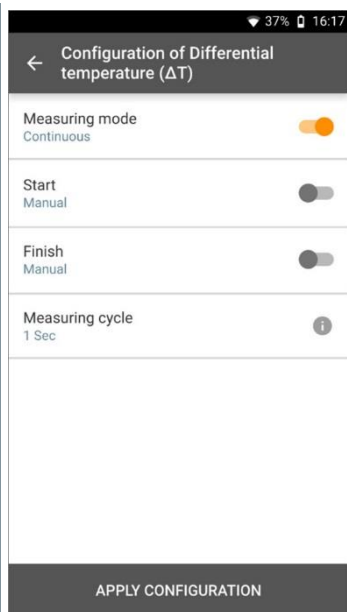 37% 16:17
Configuration of Differential
temperature (ΔT)
Measuring mode
Continuous
Start
Manual
Finish
Manual
Measuring cycle
1 Sec
APPLY CONFIGURATION